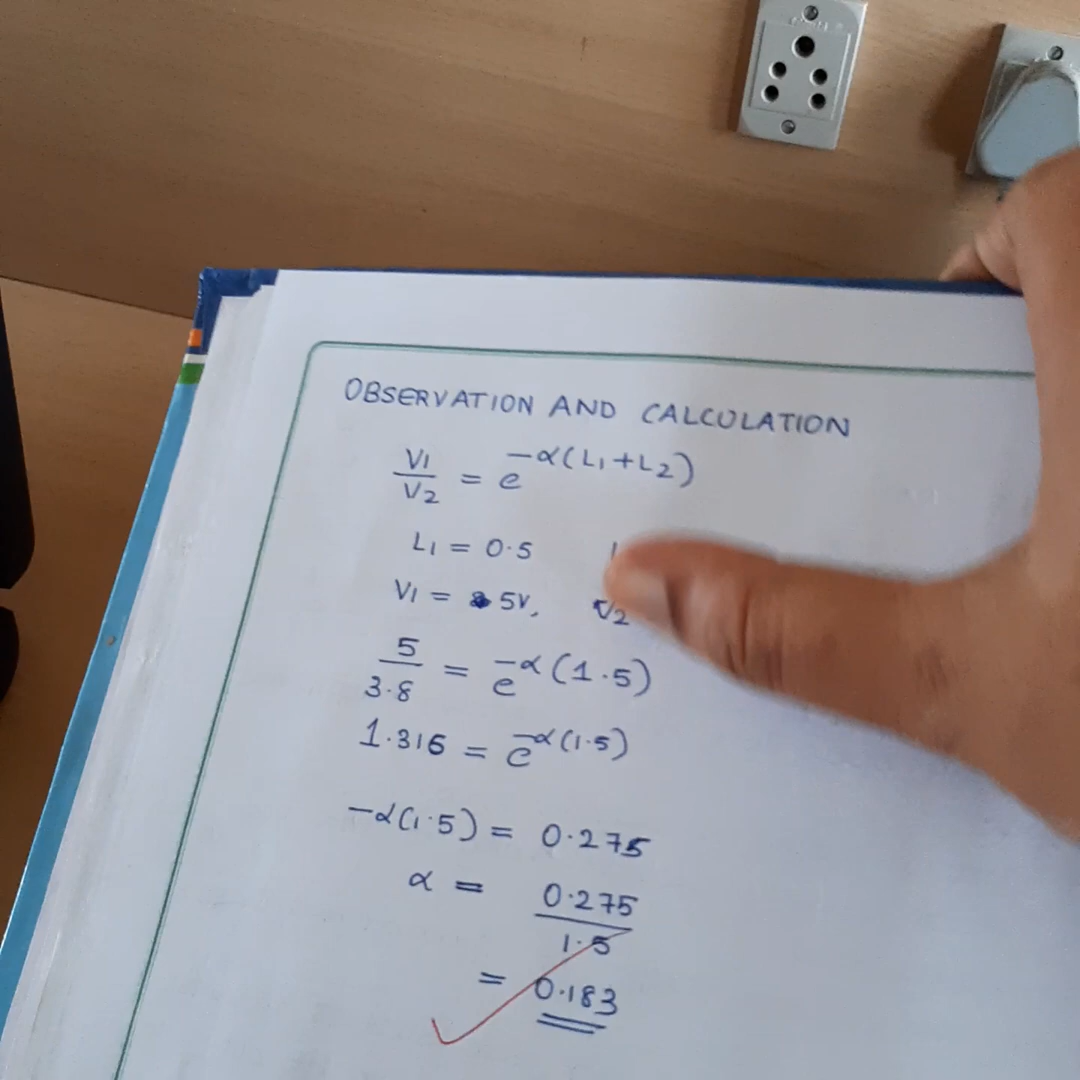 OBSERVATION AND CALCULATION
V1/V2 = e^-α(L1+L2)
L1 = 0.5
V1 = 5V, V2
5/3.8 = e^-α(1.5)
1.316 = e^-α(1.5)
-α(1.5) = 0.275
α = 0.275/1.5
= 0.183